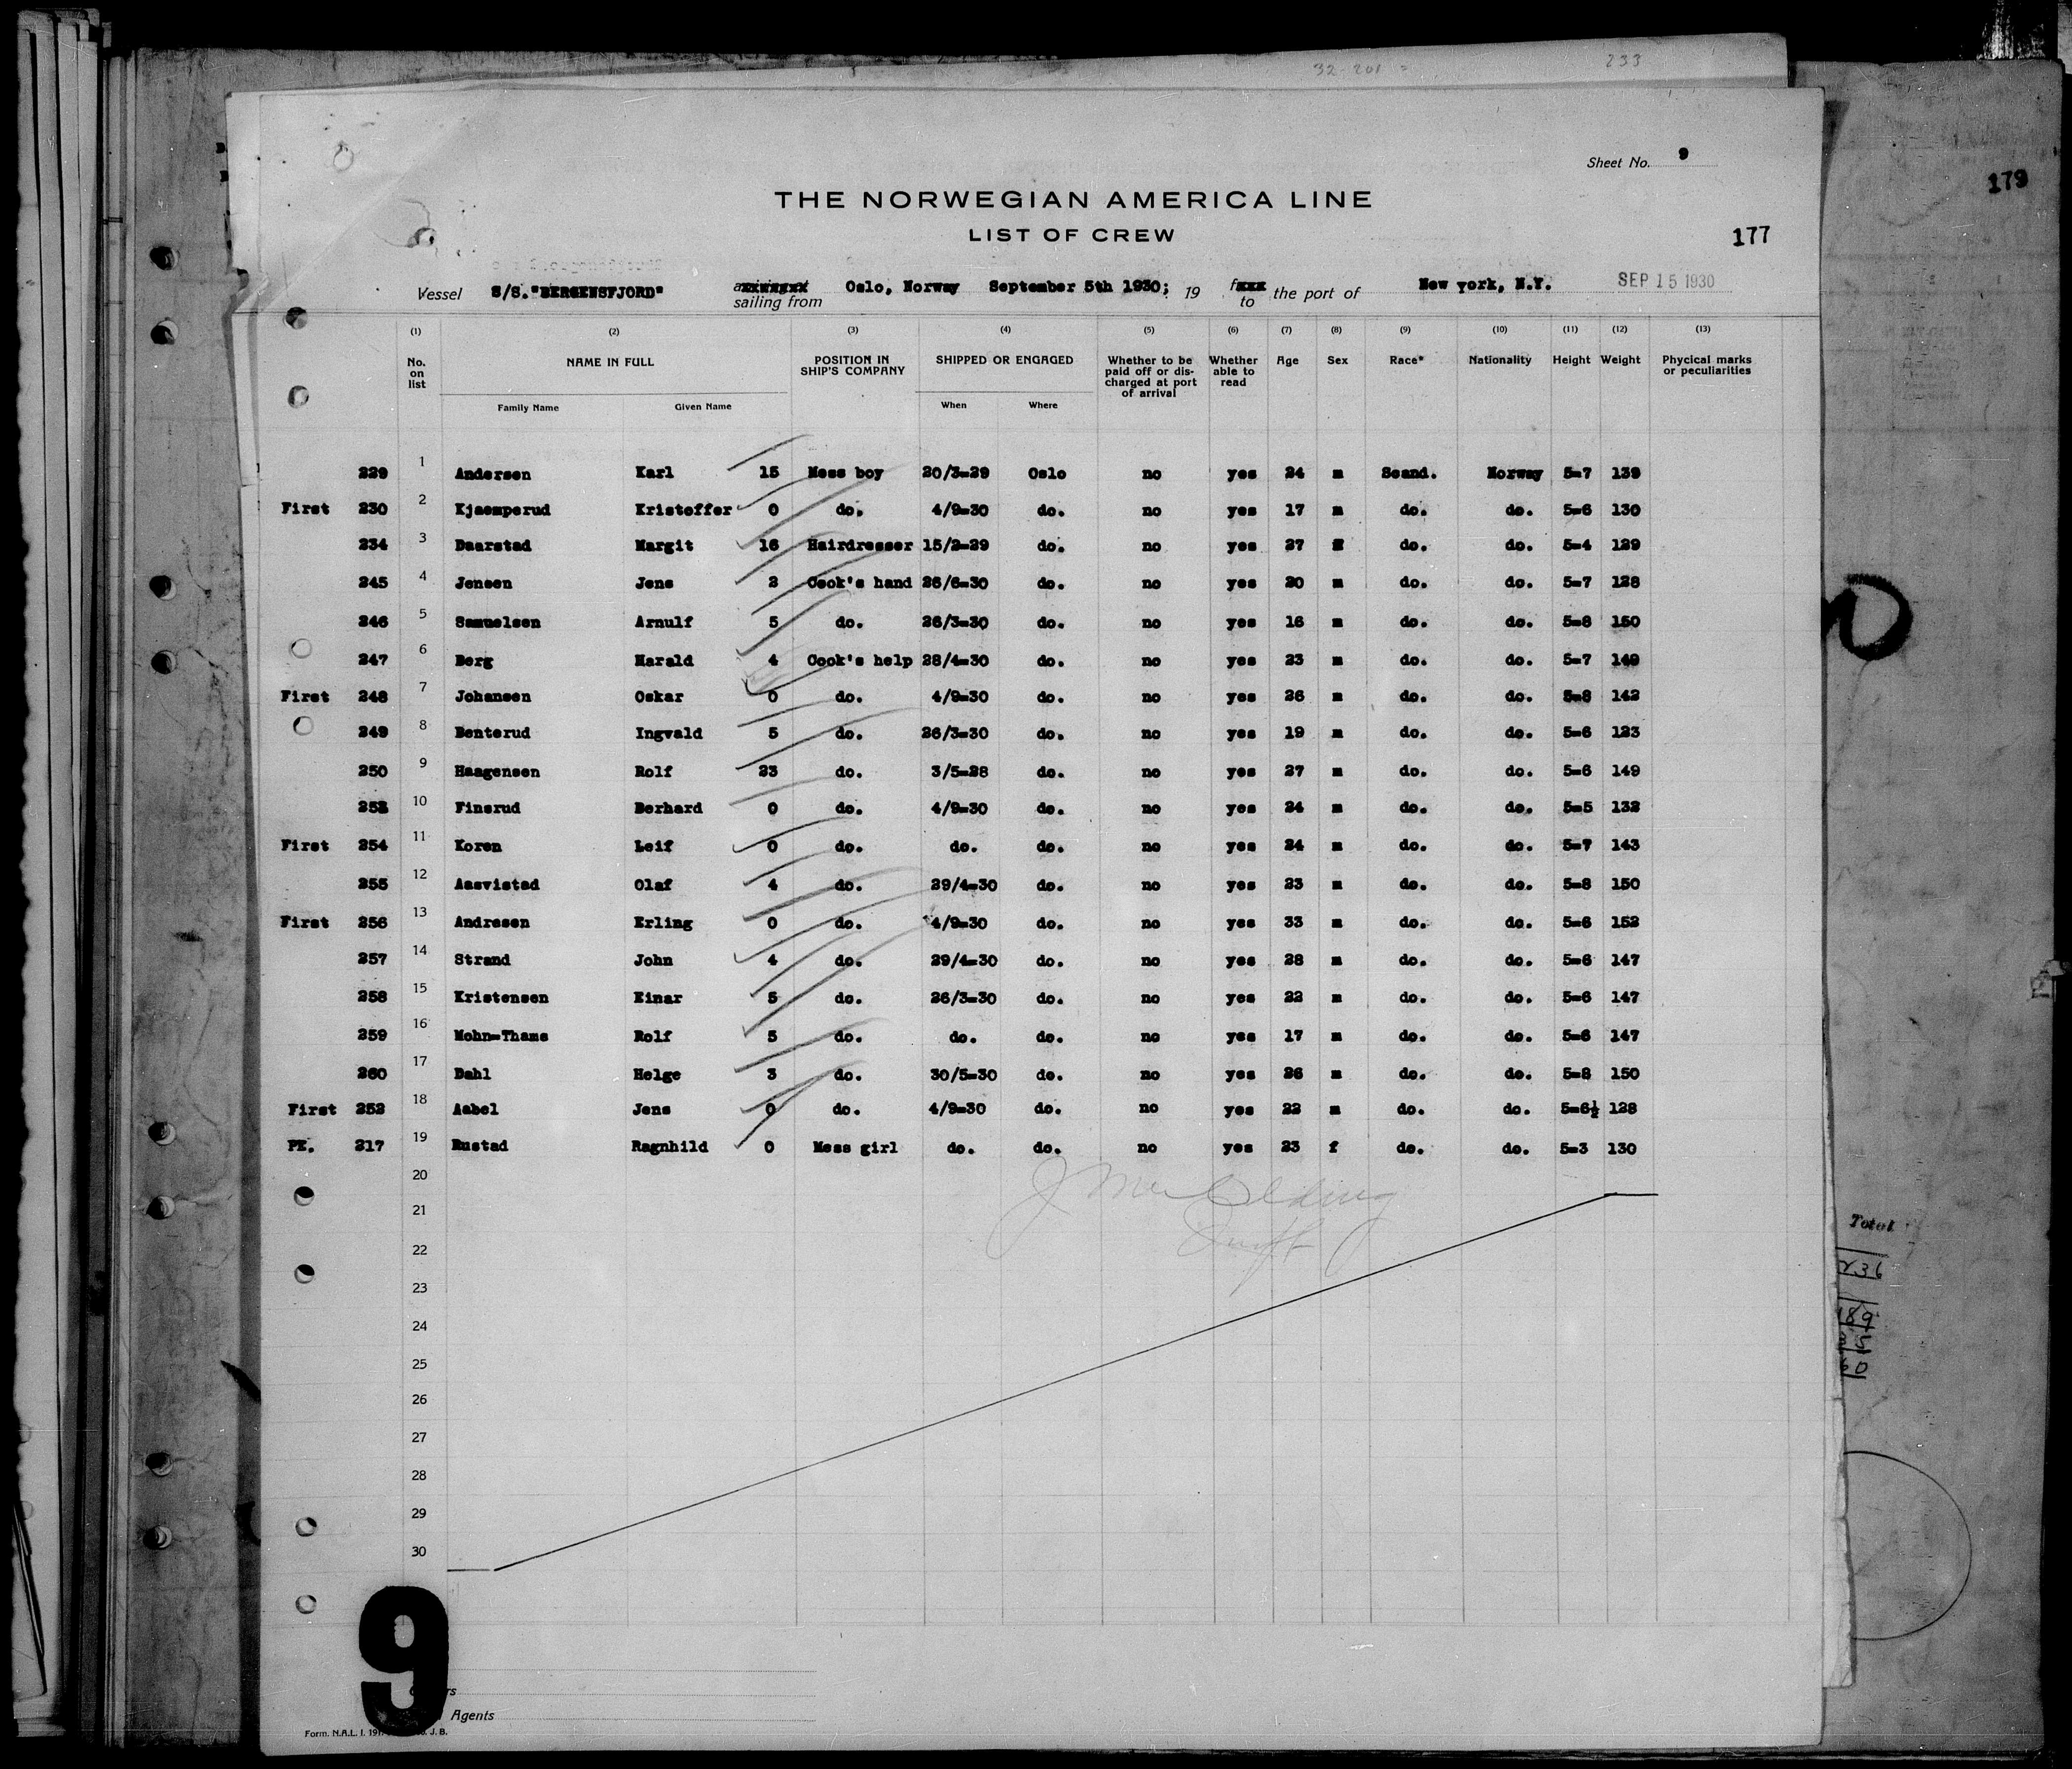 32-201 233
Sheet No. 9
179
THE NORWEGIAN AMERICA LINE
LIST OF CREW
177
Vessel S/S."BERGENSFJORD" sailing from Oslo, Norway September 5th 1930; 19 to the port of New york, N.Y. SEP 15 1930
(1) (2) (3) (4) (5) (6) (7) (8) (9) (10) (11) (12) (13)
No. on list NAME IN FULL POSITION IN SHIP'S COMPANY SHIPPED OR ENGAGED Whether to be paid off or dis-charged at port of arrival Whether able to read Age Sex Race* Nationality Height Weight Phycical marks or peculiarities
Family Name Given Name When Where
229 1 Andersen Karl 15 Mess boy 20/3-29 Oslo no yes 24 m Scand. Norway 5-7 139
First 230 2 Kjaemperud Kristoffer 0 do. 4/9-30 do. no yes 17 m do. do. 5-6 130
234 3 Daarstad Margit 16 Hairdresser 15/2-29 do. no yes 27 f do. do. 5-4 129
245 4 Jensen Jens 2 Cook's hand 26/6-30 do. no yes 20 m do. do. 5-7 128
246 5 Samuelsen Arnulf 5 do. 26/3-30 do. no yes 16 m do. do. 5-8 150
247 6 Berg Harald 4 Cook's help 28/4-30 do. no yes 23 m do. do. 5-7 149
First 248 7 Johansen Oskar 0 do. 4/9-30 do. no yes 26 m do. do. 5-8 142
249 8 Benterud Ingvald 5 do. 26/3-30 do. no yes 19 m do. do. 5-6 123
250 9 Haagensen Rolf 23 do. 3/5-28 do. no yes 27 m do. do. 5-6 149
10 Finsrud Berhard 0 do. 4/9-30 do. no yes 24 m do. do. 5-5 132
First 254 11 Koren Leif 0 do. do. do. no yes 24 m do. do. 5-7 143
255 12 Aasvistad Olaf 4 do. 29/4-30 do. no yes 23 m do. do. 5-8 150
First 256 13 Andresen Erling 0 do. 4/9-30 do. no yes 33 m do. do. 5-6 152
257 14 Strand John 4 do. 29/4-30 do. no yes 28 m do. do. 5-6 147
258 15 Kristensen Einar 5 do. 26/3-30 do. no yes 22 m do. do. 5-6 147
259 16 Mohn-Thams Rolf 5 do. do. do. no yes 17 m do. do. 5-6 147
260 17 Dahl Helge 3 do. 30/5-30 do. no yes 26 m do. do. 5-8 150
First 252 18 Aabel Jens 0 do. 4/9-30 do. no yes 22 m do. do. 5-6½ 128
PE. 217 19 Rustad Ragnhild 0 Mess girl do. do. no yes 23 f do. do. 5-3 130
20
21
22
23
24
25
26
27
28
29
30
Total
236
9
Agents
Form. N.A.L. I. 191 J. B.